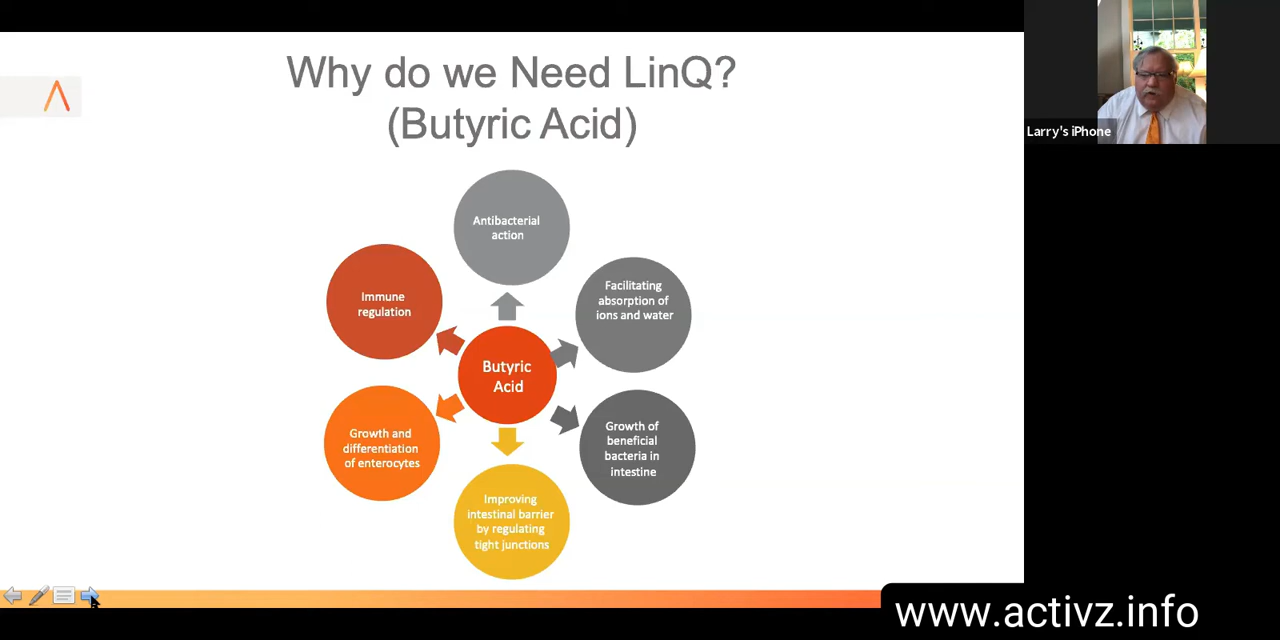 Why do we Need LinQ?
(Butyric Acid)
Larry's iPhone
Antibacterial
action
Facilitating
absorption of
ions and water
Immune
regulation
Butyric
Acid
Growth of
beneficial
bacteria in
intestine
Growth and
differentiation
of enterocytes
Improving
intestinal barrier
by regulating
tight junctions
www.activz.info